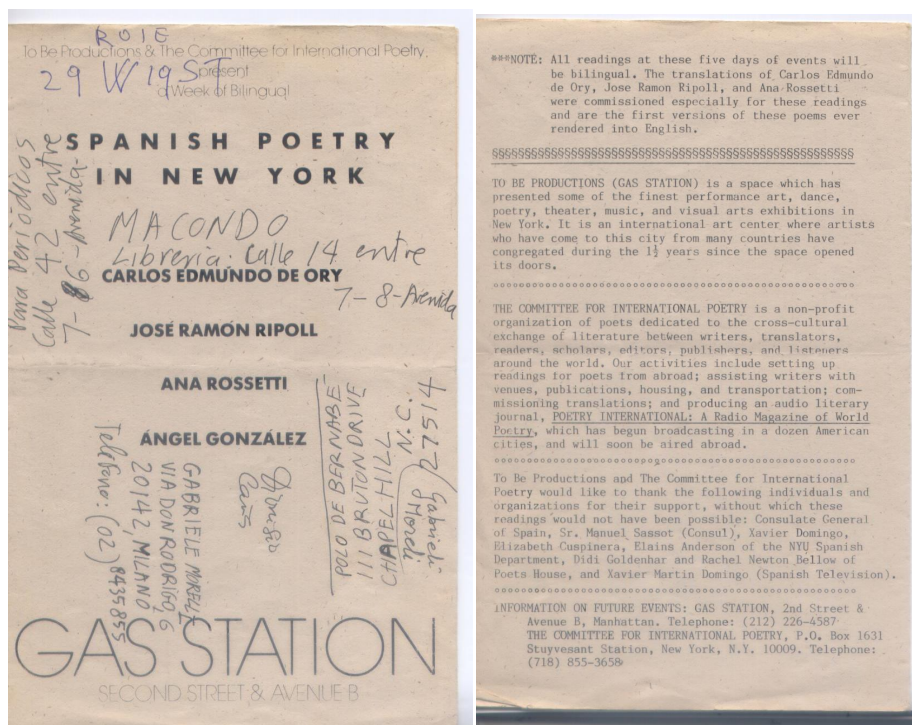 ROIE
To Be Productions & The Committee for International Poetry
29 W 19 ST
present
a Week of Bilingual
SPANISH POETRY
IN NEW YORK
Para Periódicos
Calle 42 entre
7-6-Avenida-
MACONDO
Libreria: Calle 14 entre
7-8-Avenida
CARLOS EDMUNDO DE ORY
JOSÉ RAMÓN RIPOLL
ANA ROSSETTI
ÁNGEL GONZÁLEZ
POLO DE BERNABÉ
111 BRUTON DRIVE
CHAPEL HILL
N.C.
27514
GABRIELE
VIA DON RODRIGO, 6
20142, MILANO
Telefono: (02) 8435855
GAS STATION
SECOND STREET & AVENUE B
***NOTE: All readings at these five days of events will
be bilingual. The translations of Carlos Edmundo
de Ory, Jose Ramon Ripoll, and Ana Rossetti
were commissioned especially for these readings
and are the first versions of these poems ever
rendered into English.
§§§§§§§§§§§§§§§§§§§§§§§§§§§§§§§§§§§§§§§§§§§§§§§§§§§§§§§
TO BE PRODUCTIONS (GAS STATION) is a space which has
presented some of the finest performance art, dance,
poetry, theater, music, and visual arts exhibitions in
New York. It is an international art center where artists
who have come to this city from many countries have
congregated during the 1½ years since the space opened
its doors.
THE COMMITTEE FOR INTERNATIONAL POETRY is a non-profit
organization of poets dedicated to the cross-cultural
exchange of literature between writers, translators,
readers, scholars, editors, publishers, and listeners
around the world. Our activities include setting up
readings for poets from abroad; assisting writers with
venues, publications, housing, and transportation; com-
missioning translations; and producing an audio literary
journal, POETRY INTERNATIONAL: A Radio Magazine of World
Poetry, which has begun broadcasting in a dozen American
cities, and will soon be aired abroad.
To Be Productions and The Committee for International
Poetry would like to thank the following individuals and
organizations for their support, without which these
readings would not have been possible: Consulate General
of Spain, Sr. Manuel Sassot (Consul), Xavier Domingo,
Elizabeth Cuspinera, Elains Anderson of the NYU Spanish
Department, Didi Goldenhar and Rachel Newton Bellow of
Poets House, and Xavier Martin Domingo (Spanish Television).
INFORMATION ON FUTURE EVENTS: GAS STATION, 2nd Street &
Avenue B, Manhattan. Telephone: (212) 226-4587
THE COMMITTEE FOR INTERNATIONAL POETRY, P.O. Box 1631
Stuyvesant Station, New York, N.Y. 10009. Telephone:
(718) 855-3658